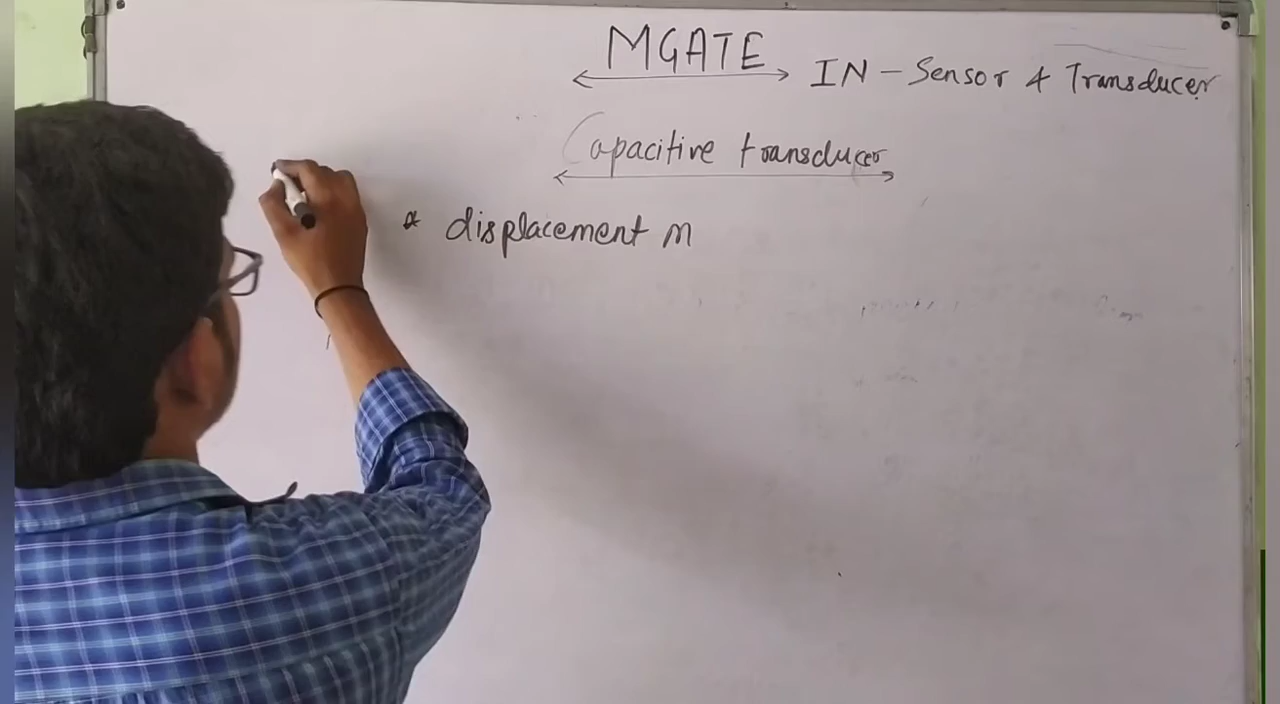 MGATE
IN - Sensor & Transducer
Capacitive transducer
* displacement m